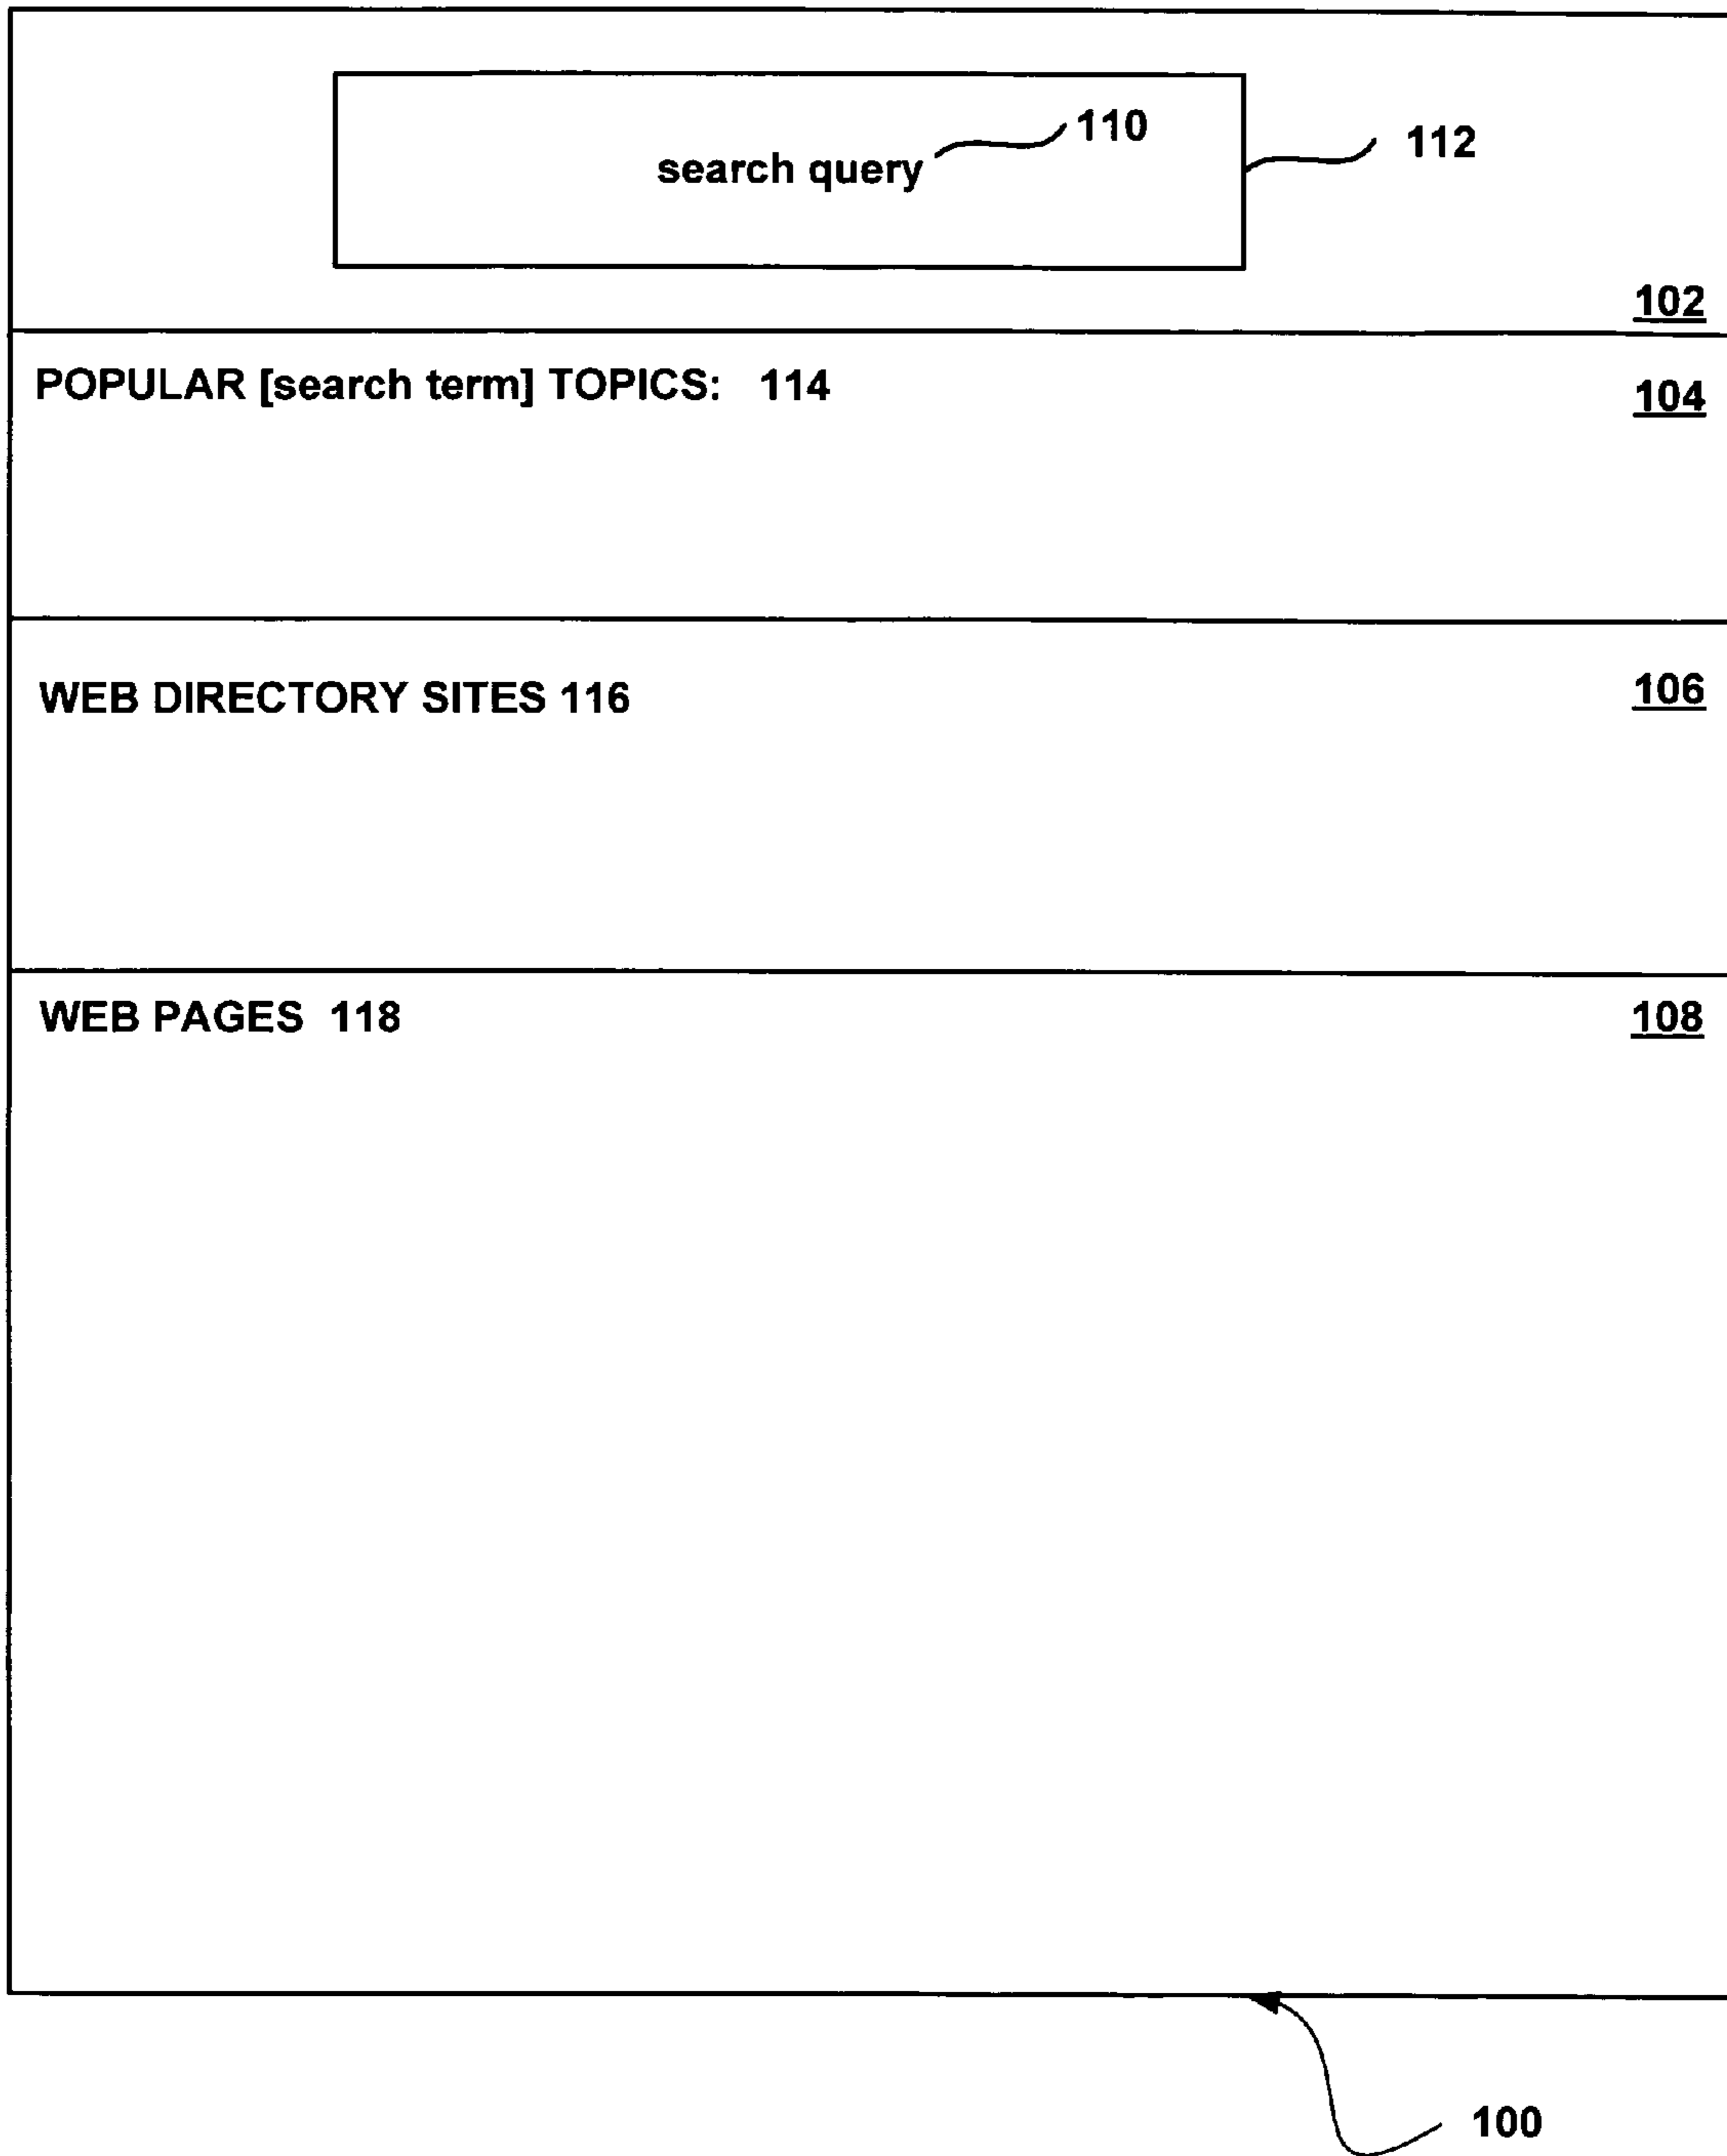 110
112
search query
102
POPULAR [search term] TOPICS: 114
104
WEB DIRECTORY SITES 116
106
WEB PAGES 118
108
100